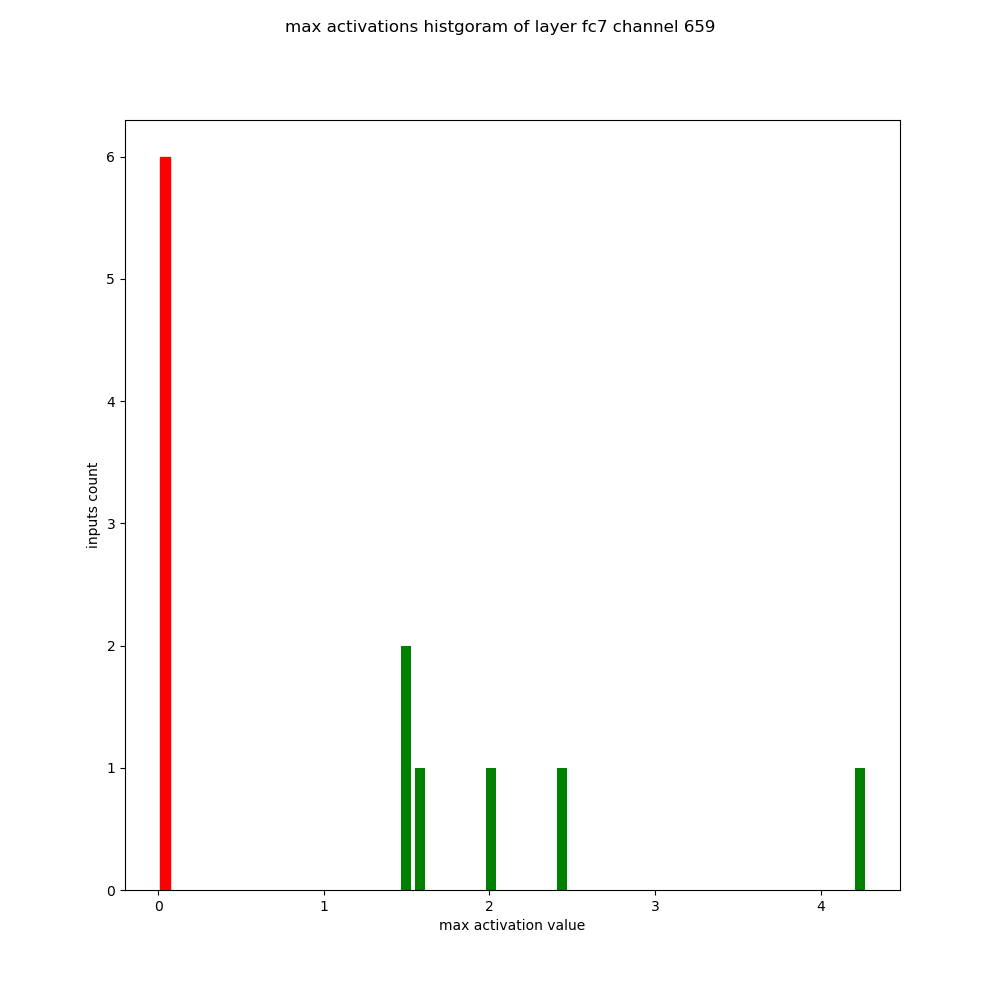 max activations histgoram of layer fc7 channel 659
6
5
4
3
2
1
0
inputs count
0 1 2 3 4
max activation value